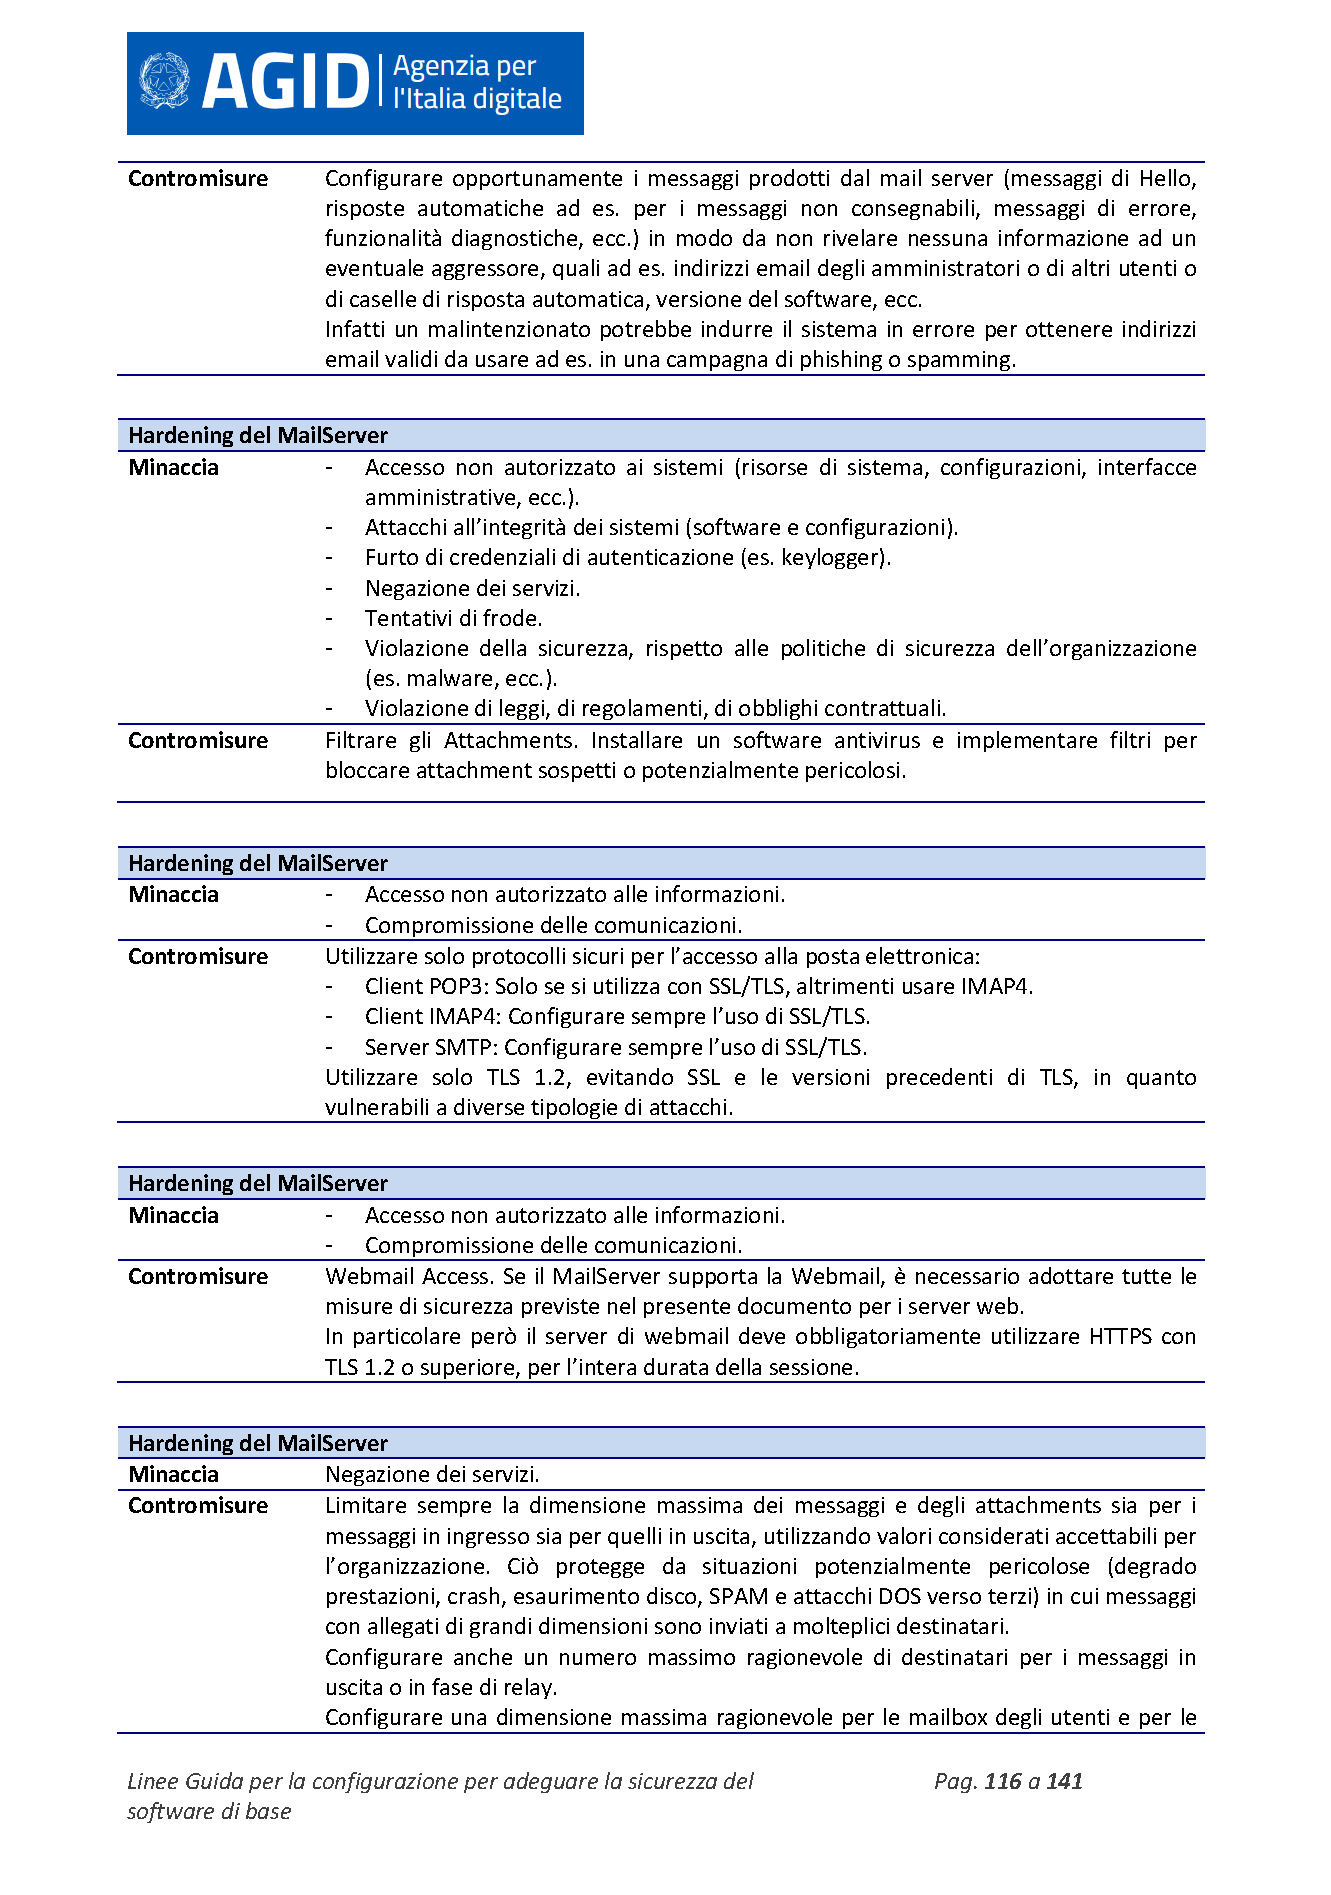 AGID Agenzia per
l'Italia digitale
Contromisure Configurare opportunamente i messaggi prodotti dal mail server (messaggi di Hello,
risposte automatiche ad es. per i messaggi non consegnabili, messaggi di errore,
funzionalità diagnostiche, ecc.) in modo da non rivelare nessuna informazione ad un
eventuale aggressore, quali ad es. indirizzi email degli amministratori o di altri utenti o
di caselle di risposta automatica, versione del software, ecc.
Infatti un malintenzionato potrebbe indurre il sistema in errore per ottenere indirizzi
email validi da usare ad es. in una campagna di phishing o spamming.
Hardening del MailServer
Minaccia - Accesso non autorizzato ai sistemi (risorse di sistema, configurazioni, interfacce
amministrative, ecc.).
- Attacchi all’integrità dei sistemi (software e configurazioni).
- Furto di credenziali di autenticazione (es. keylogger).
- Negazione dei servizi.
- Tentativi di frode.
- Violazione della sicurezza, rispetto alle politiche di sicurezza dell’organizzazione
(es. malware, ecc.).
- Violazione di leggi, di regolamenti, di obblighi contrattuali.
Contromisure Filtrare gli Attachments. Installare un software antivirus e implementare filtri per
bloccare attachment sospetti o potenzialmente pericolosi.
Hardening del MailServer
Minaccia - Accesso non autorizzato alle informazioni.
- Compromissione delle comunicazioni.
Contromisure Utilizzare solo protocolli sicuri per l’accesso alla posta elettronica:
- Client POP3: Solo se si utilizza con SSL/TLS, altrimenti usare IMAP4.
- Client IMAP4: Configurare sempre l’uso di SSL/TLS.
- Server SMTP: Configurare sempre l’uso di SSL/TLS.
Utilizzare solo TLS 1.2, evitando SSL e le versioni precedenti di TLS, in quanto
vulnerabili a diverse tipologie di attacchi.
Hardening del MailServer
Minaccia - Accesso non autorizzato alle informazioni.
- Compromissione delle comunicazioni.
Contromisure Webmail Access. Se il MailServer supporta la Webmail, è necessario adottare tutte le
misure di sicurezza previste nel presente documento per i server web.
In particolare però il server di webmail deve obbligatoriamente utilizzare HTTPS con
TLS 1.2 o superiore, per l’intera durata della sessione.
Hardening del MailServer
Minaccia Negazione dei servizi.
Contromisure Limitare sempre la dimensione massima dei messaggi e degli attachments sia per i
messaggi in ingresso sia per quelli in uscita, utilizzando valori considerati accettabili per
l’organizzazione. Ciò protegge da situazioni potenzialmente pericolose (degrado
prestazioni, crash, esaurimento disco, SPAM e attacchi DOS verso terzi) in cui messaggi
con allegati di grandi dimensioni sono inviati a molteplici destinatari.
Configurare anche un numero massimo ragionevole di destinatari per i messaggi in
uscita o in fase di relay.
Configurare una dimensione massima ragionevole per le mailbox degli utenti e per le
Linee Guida per la configurazione per adeguare la sicurezza del Pag. 116 a 141
software di base